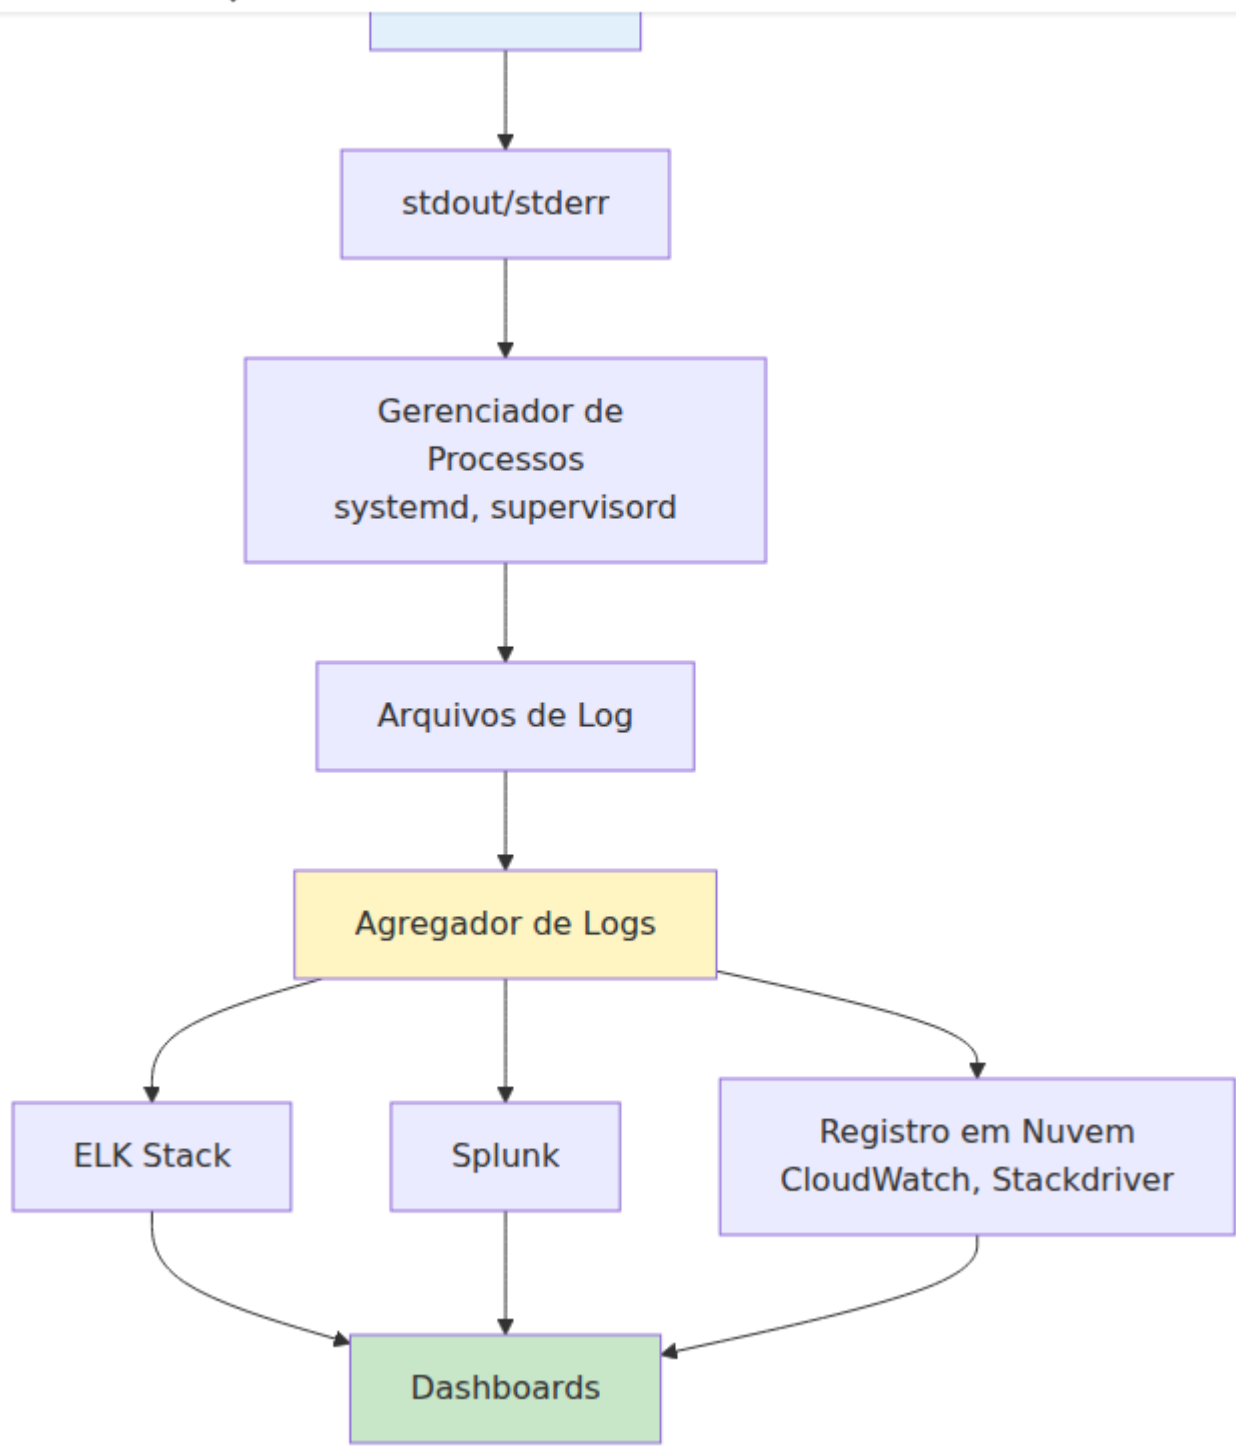 stdout/stderr
Gerenciador de
Processos
systemd, supervisord
Arquivos de Log
Agregador de Logs
ELK Stack
Splunk
Registro em Nuvem
CloudWatch, Stackdriver
Dashboards